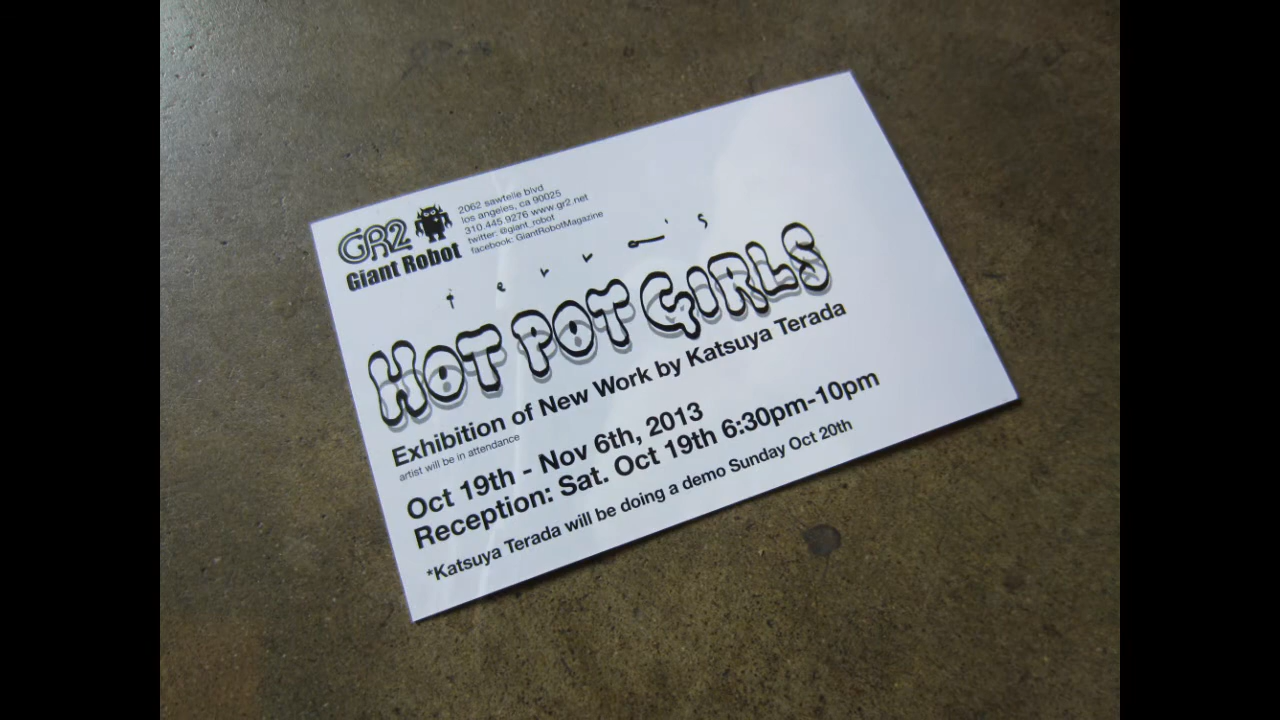 GR2
Giant Robot
2062 sawtelle blvd
los angeles, ca 90025
310.445.9276 www.gr2.net
twitter: @giant_robot
facebook: GiantRobotMagazine
HOT POT GIRLS
Exhibition of New Work by Katsuya Terada
artist will be in attendance
Oct 19th - Nov 6th, 2013
Reception: Sat. Oct 19th 6:30pm-10pm
*Katsuya Terada will be doing a demo Sunday Oct 20th